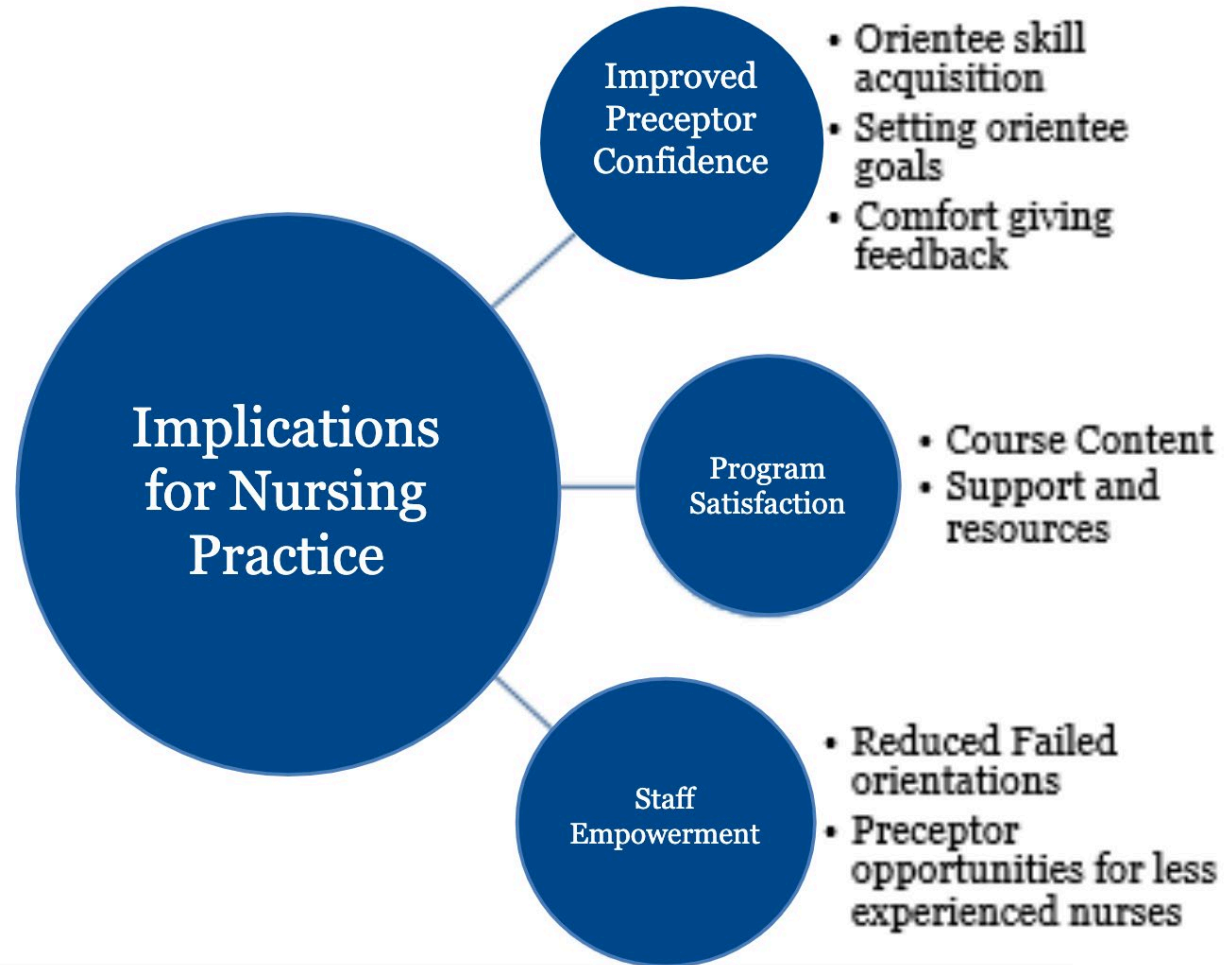 Implications
for Nursing
Practice
Improved
Preceptor
Confidence
• Orientee skill
acquisition
• Setting orientee
goals
• Comfort giving
feedback
Program
Satisfaction
• Course Content
• Support and
resources
Staff
Empowerment
• Reduced Failed
orientations
• Preceptor
opportunities for less
experienced nurses